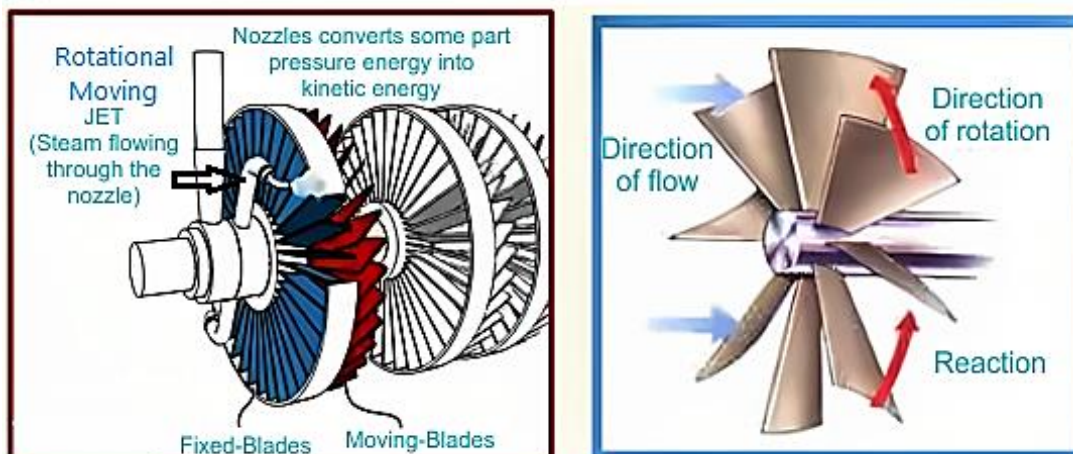 Rotational
Moving
JET
(Steam flowing
through the
nozzle)
Nozzles converts some part
pressure energy into
kinetic energy
Fixed-Blades
Moving-Blades
Direction
of flow
Direction
of rotation
Reaction